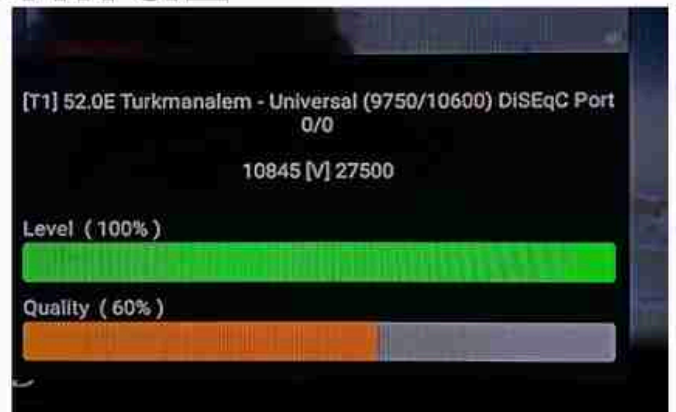 [T1] 52.0E Turkmanalem - Universal (9750/10600) DiSEqC Port
0/0
10845 [V] 27500
Level ( 100% )
Quality ( 60% )